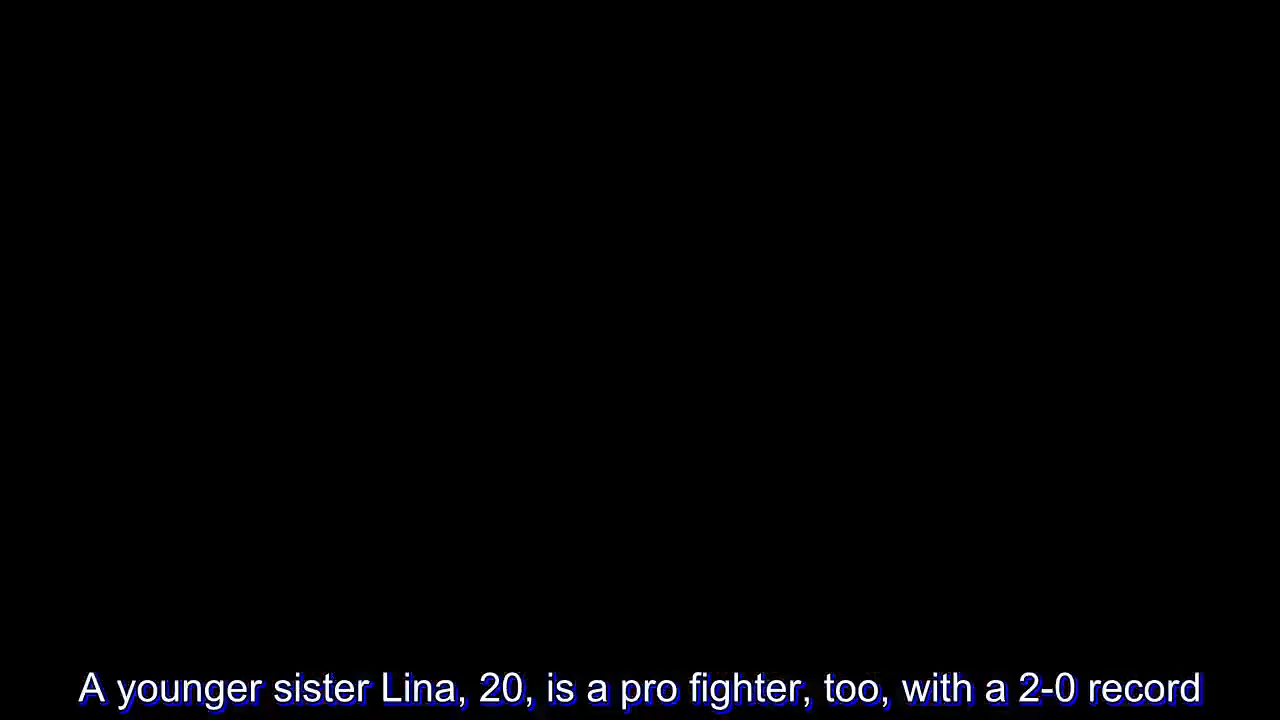 A younger sister Lina, 20, is a pro fighter, too, with a 2-0 record